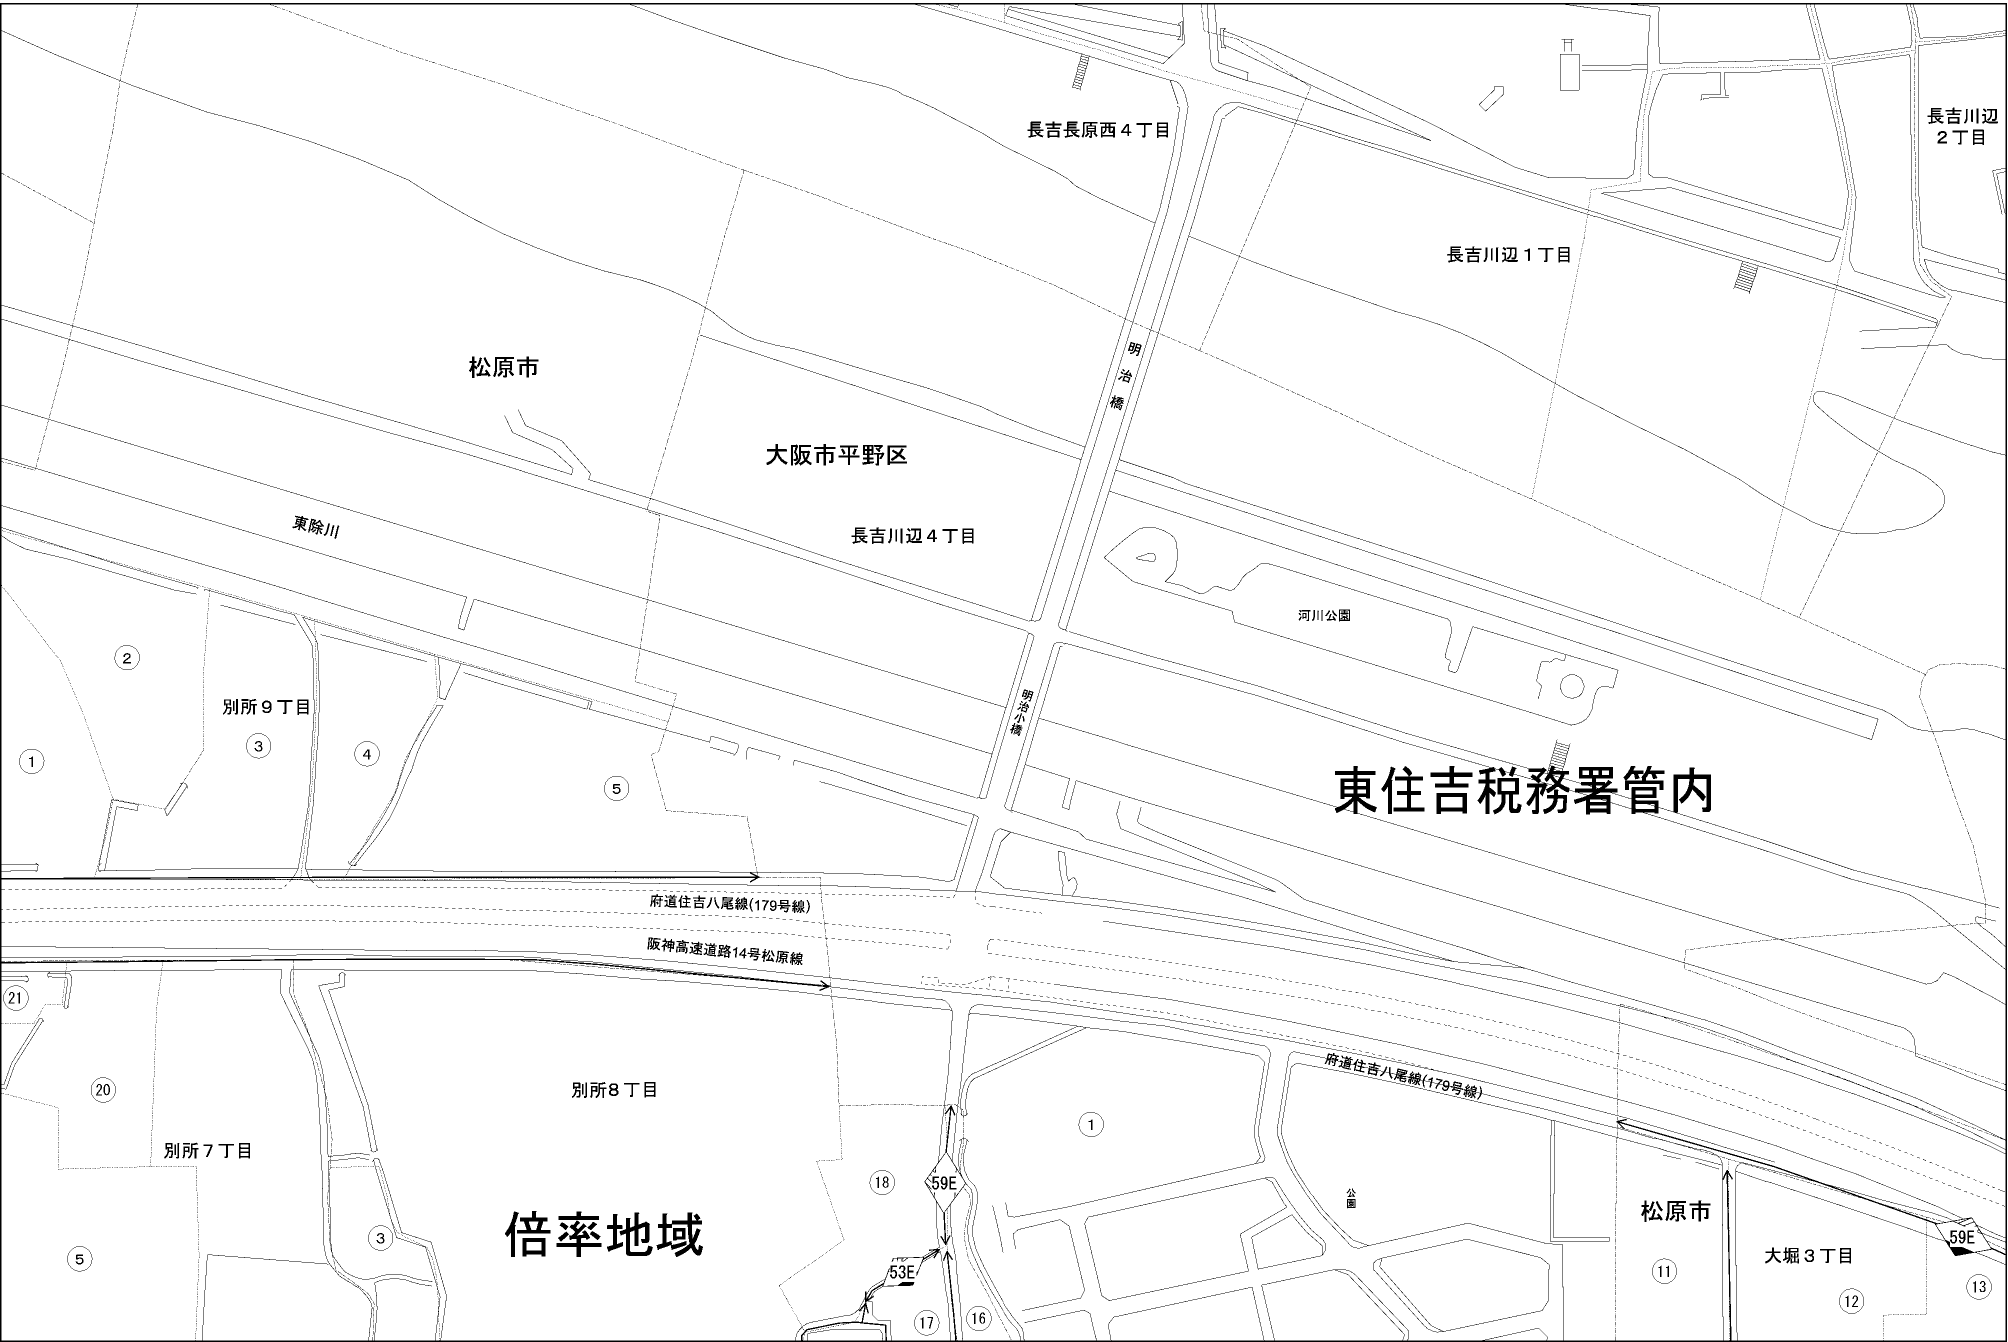 長吉長原西４丁目
長吉川辺
２丁目
長吉川辺１丁目
明治橋
松原市
大阪市平野区
東除川
長吉川辺４丁目
河川公園
②
別所９丁目
③
④
①
⑤
明治小橋
東住吉税務署管内
府道住吉八尾線(179号線)
阪神高速道路14号松原線
㉑
⑳
別所８丁目
府道住吉八尾線(179号線)
①
別所７丁目
⑱
59E
公園
松原市
倍率地域
③
⑤
53E
大堀３丁目
59E
⑪
⑫
⑬
⑰
⑯